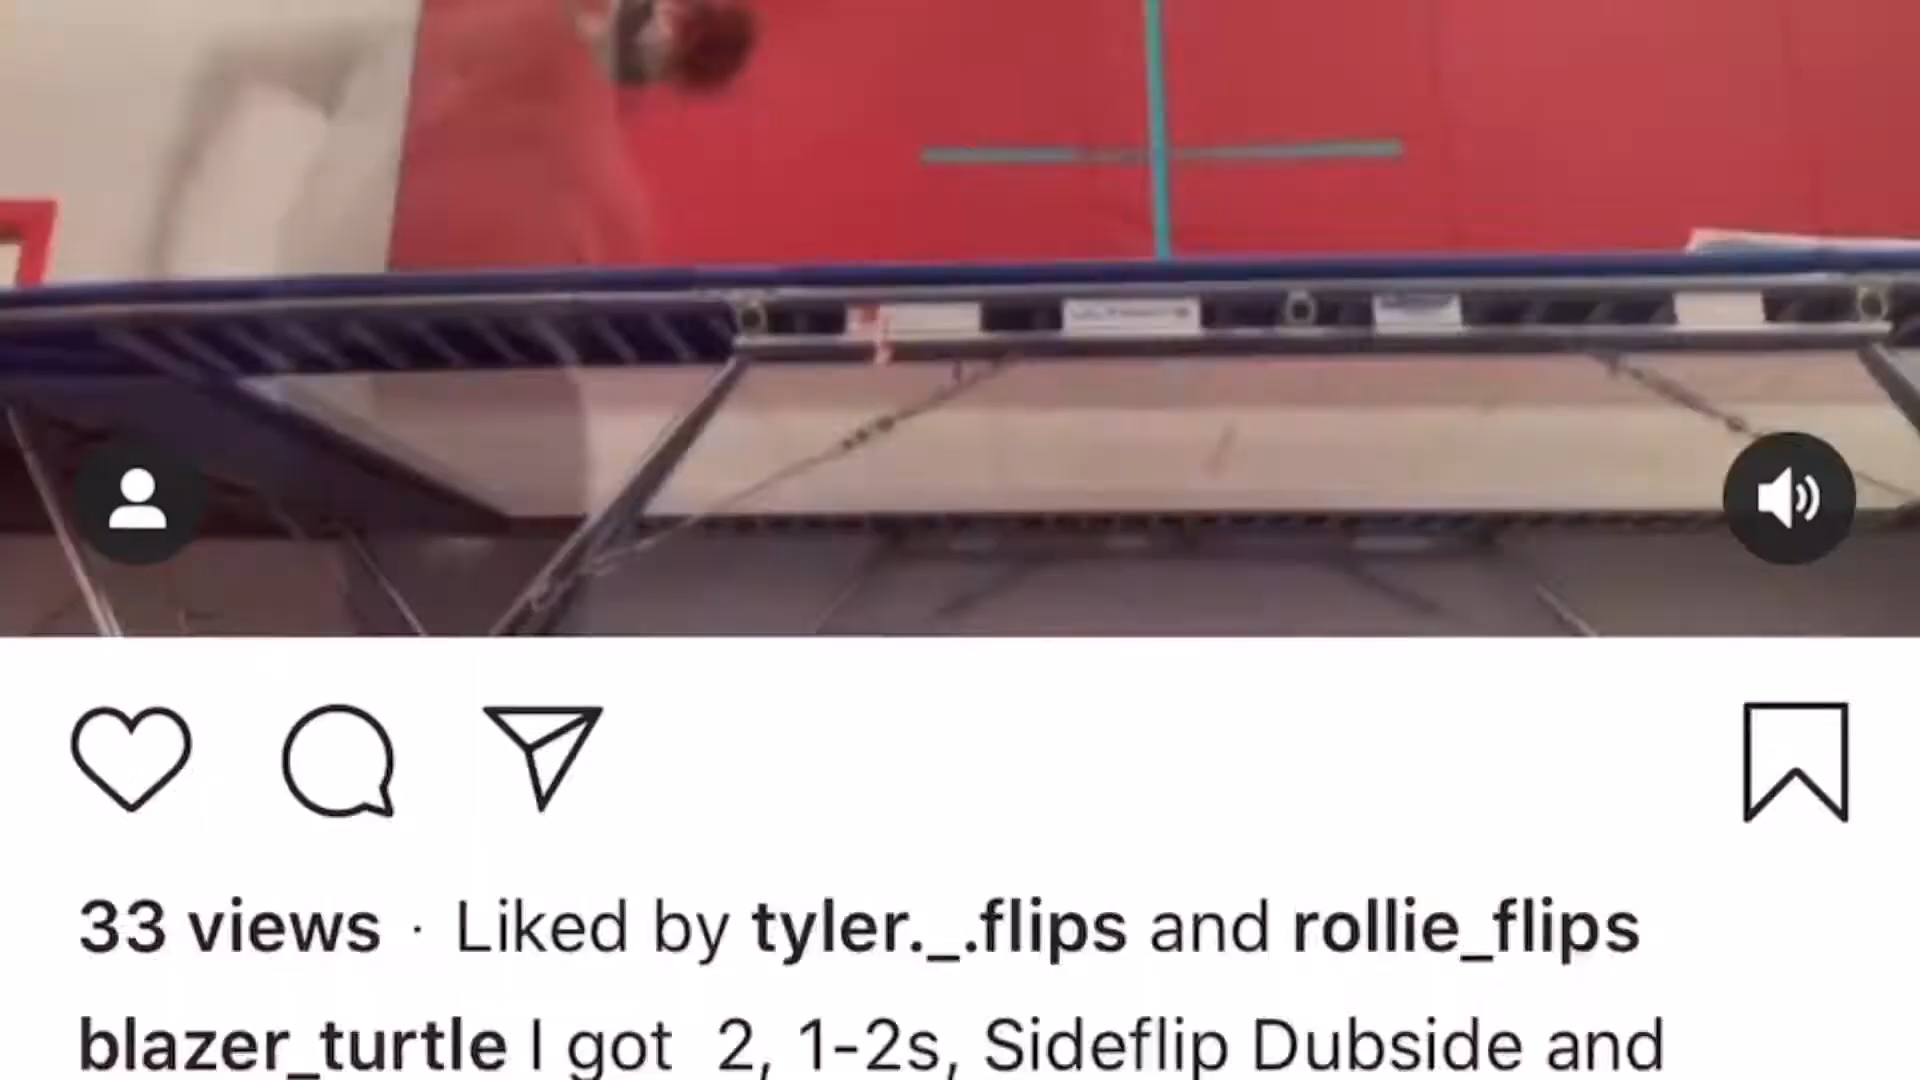 33 views · Liked by tyler._.flips and rollie_flips
blazer_turtle I got 2, 1-2s, Sideflip Dubside and